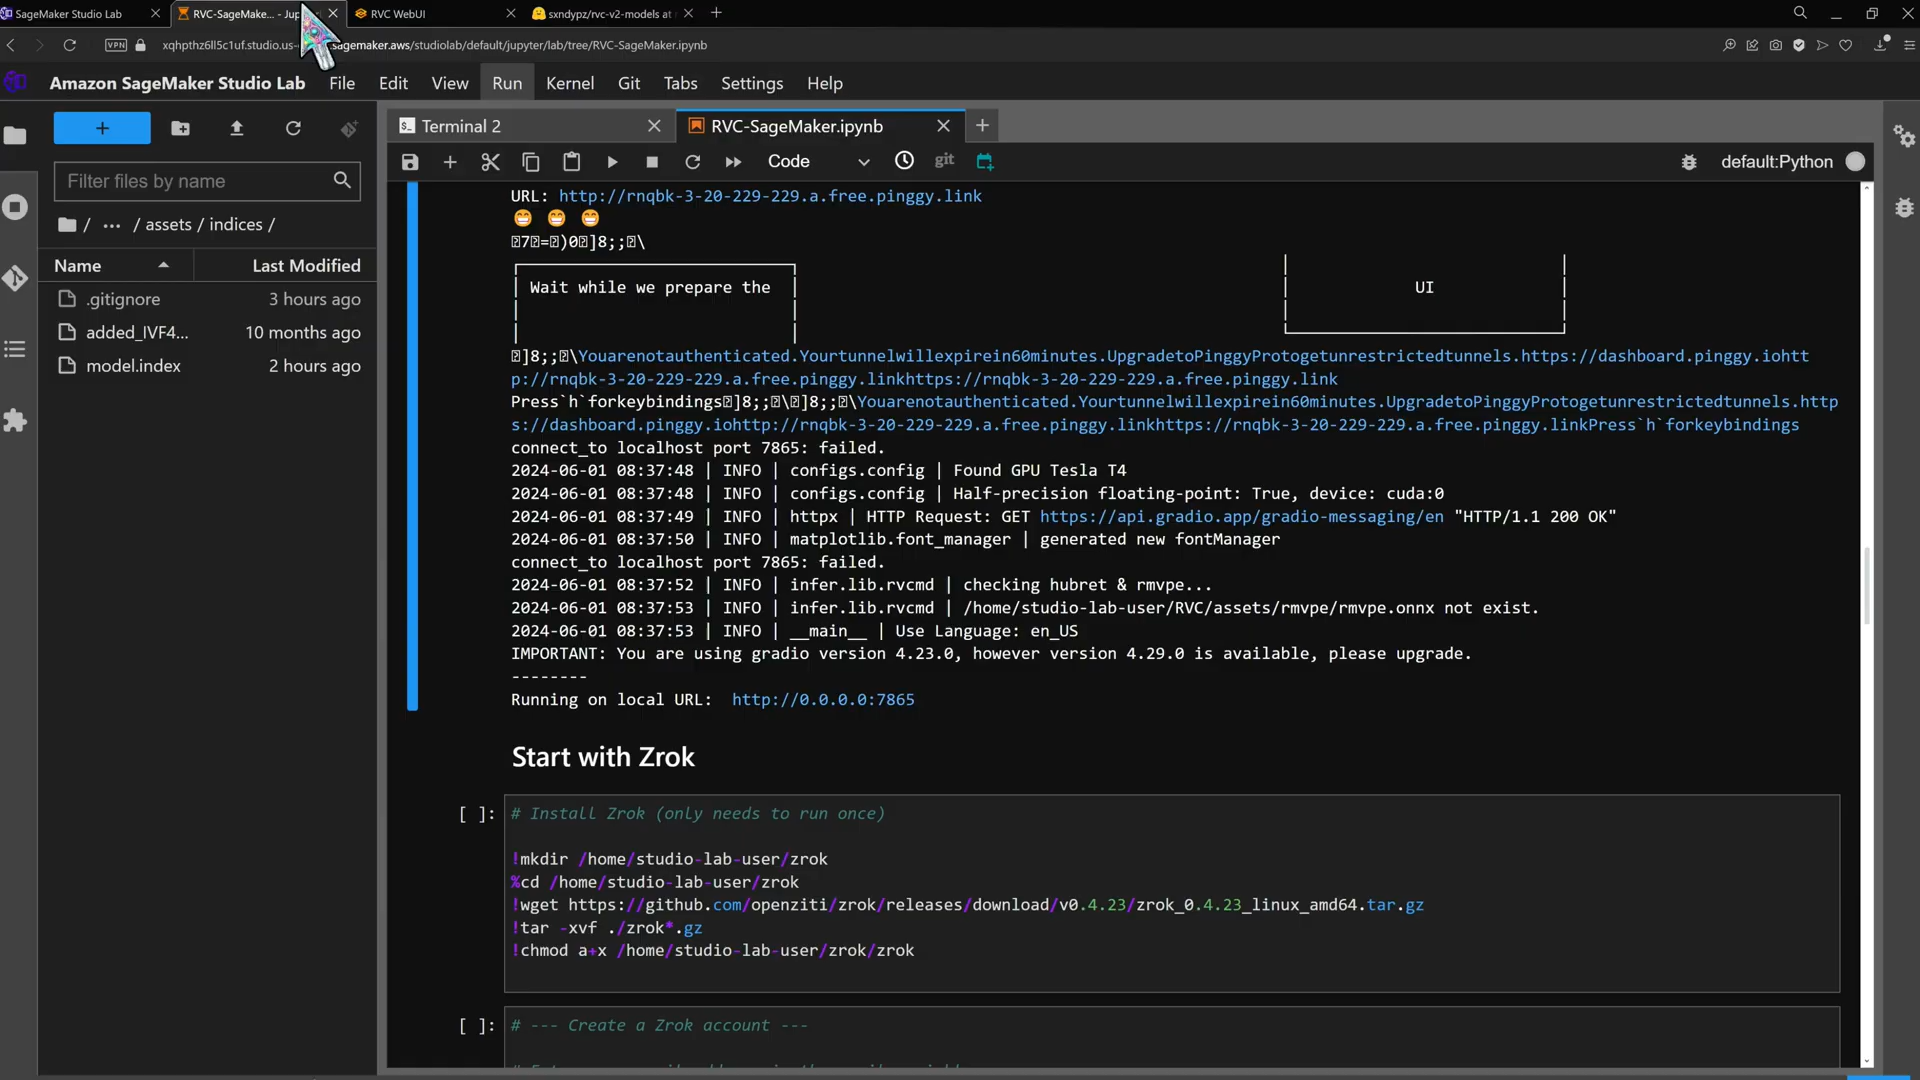 SageMaker Studio Lab
RVC-SageMake... - Jup
RVC WebUI
sxndypz/rvc-v2-models at
VPN
xqhpthz6ll5c1uf.studio.us- .sagemaker.aws/studiolab/default/jupyter/lab/tree/RVC-SageMaker.ipynb
Amazon SageMaker Studio Lab File Edit View Run Kernel Git Tabs Settings Help
Terminal 2
RVC-SageMaker.ipynb
Code
git
default:Python
Filter files by name
/ ... / assets / indices /
Name Last Modified
.gitignore 3 hours ago
added_IVF4... 10 months ago
model.index 2 hours ago
URL: http://rnqbk-3-20-229-229.a.free.pinggy.link
😁 😁 😁
7=)0]8;;\
Wait while we prepare the UI
]8;;\Youarenotauthenticated.Yourtunnelwillexpirein60minutes.UpgradetoPinggyProtogetunrestrictedtunnels.https://dashboard.pinggy.iohtt
p://rnqbk-3-20-229-229.a.free.pinggy.linkhttps://rnqbk-3-20-229-229.a.free.pinggy.link
Press`h`forkeybindings]8;;\]8;;\Youarenotauthenticated.Yourtunnelwillexpirein60minutes.UpgradetoPinggyProtogetunrestrictedtunnels.http
s://dashboard.pinggy.iohttp://rnqbk-3-20-229-229.a.free.pinggy.linkhttps://rnqbk-3-20-229-229.a.free.pinggy.linkPress`h`forkeybindings
connect_to localhost port 7865: failed.
2024-06-01 08:37:48 | INFO | configs.config | Found GPU Tesla T4
2024-06-01 08:37:48 | INFO | configs.config | Half-precision floating-point: True, device: cuda:0
2024-06-01 08:37:49 | INFO | httpx | HTTP Request: GET https://api.gradio.app/gradio-messaging/en "HTTP/1.1 200 OK"
2024-06-01 08:37:50 | INFO | matplotlib.font_manager | generated new fontManager
connect_to localhost port 7865: failed.
2024-06-01 08:37:52 | INFO | infer.lib.rvcmd | checking hubret & rmvpe...
2024-06-01 08:37:53 | INFO | infer.lib.rvcmd | /home/studio-lab-user/RVC/assets/rmvpe/rmvpe.onnx not exist.
2024-06-01 08:37:53 | INFO | __main__ | Use Language: en_US
IMPORTANT: You are using gradio version 4.23.0, however version 4.29.0 is available, please upgrade.
--------
Running on local URL: http://0.0.0.0:7865
Start with Zrok
[ ]: # Install Zrok (only needs to run once)
!mkdir /home/studio-lab-user/zrok
%cd /home/studio-lab-user/zrok
!wget https://github.com/openziti/zrok/releases/download/v0.4.23/zrok_0.4.23_linux_amd64.tar.gz
!tar -xvf ./zrok*.gz
!chmod a+x /home/studio-lab-user/zrok/zrok
[ ]: # --- Create a Zrok account ---